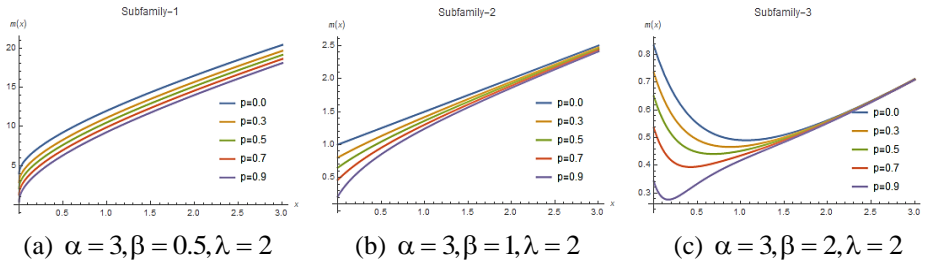 Subfamily-1
m(x)
20
15
10
5
0.5 1.0 1.5 2.0 2.5 3.0 x
p=0.0
p=0.3
p=0.5
p=0.7
p=0.9
(a) α = 3, β = 0.5, λ = 2
Subfamily-2
m(x)
2.5
2.0
1.5
1.0
0.5
0.5 1.0 1.5 2.0 2.5 3.0 x
p=0.0
p=0.3
p=0.5
p=0.7
p=0.9
(b) α = 3, β = 1, λ = 2
Subfamily-3
m(x)
0.8
0.7
0.6
0.5
0.4
0.3
0.5 1.0 1.5 2.0 2.5 3.0 x
p=0.0
p=0.3
p=0.5
p=0.7
p=0.9
(c) α = 3, β = 2, λ = 2